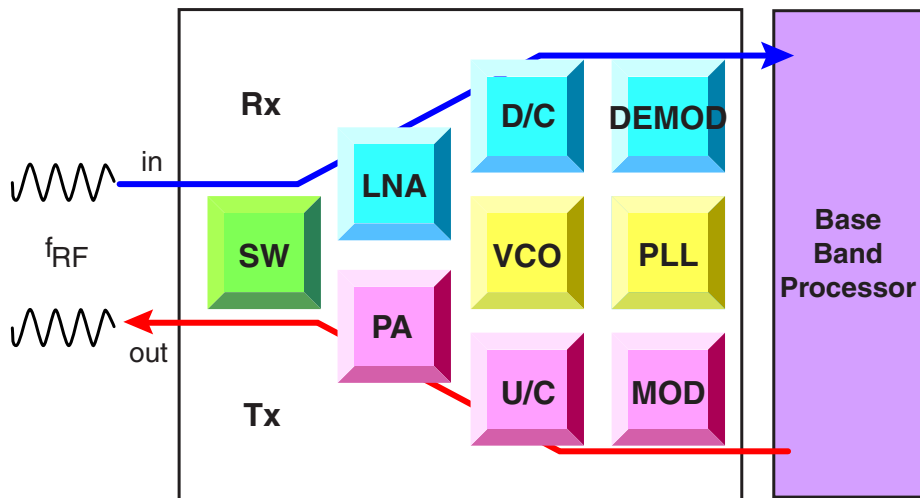 Rx
D/C
DEMOD
in
LNA
SW
VCO
PLL
Base
Band
Processor
fRF
PA
out
U/C
MOD
Tx